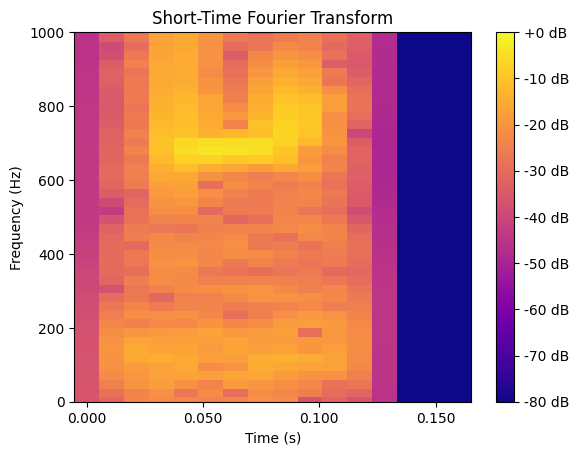 Short-Time Fourier Transform
1000
800
600
400
200
0
Frequency (Hz)
0.000
0.050
0.100
0.150
Time (s)
+0 dB
-10 dB
-20 dB
-30 dB
-40 dB
-50 dB
-60 dB
-70 dB
-80 dB